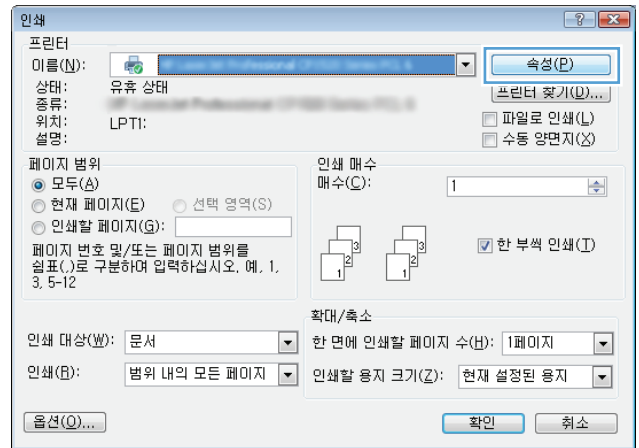 인쇄
프린터
이름(N):
속성(P)
상태: 유휴 상태
프린터 찾기(D)...
종류:
위치: LPT1:
파일로 인쇄(L)
설명:
수동 양면지(X)
페이지 범위
모두(A)
현재 페이지(E) 선택 영역(S)
인쇄할 페이지(G):
페이지 번호 및/또는 페이지 범위를
쉼표(,)로 구분하여 입력하십시오. 예, 1,
3, 5-12
인쇄 매수
매수(C): 1
1 2 3 1 2 3
한 부씩 인쇄(T)
인쇄 대상(W): 문서
인쇄(R): 범위 내의 모든 페이지
확대/축소
한 면에 인쇄할 페이지 수(H): 1페이지
인쇄할 용지 크기(Z): 현재 설정된 용지
옵션(O)...
확인 취소